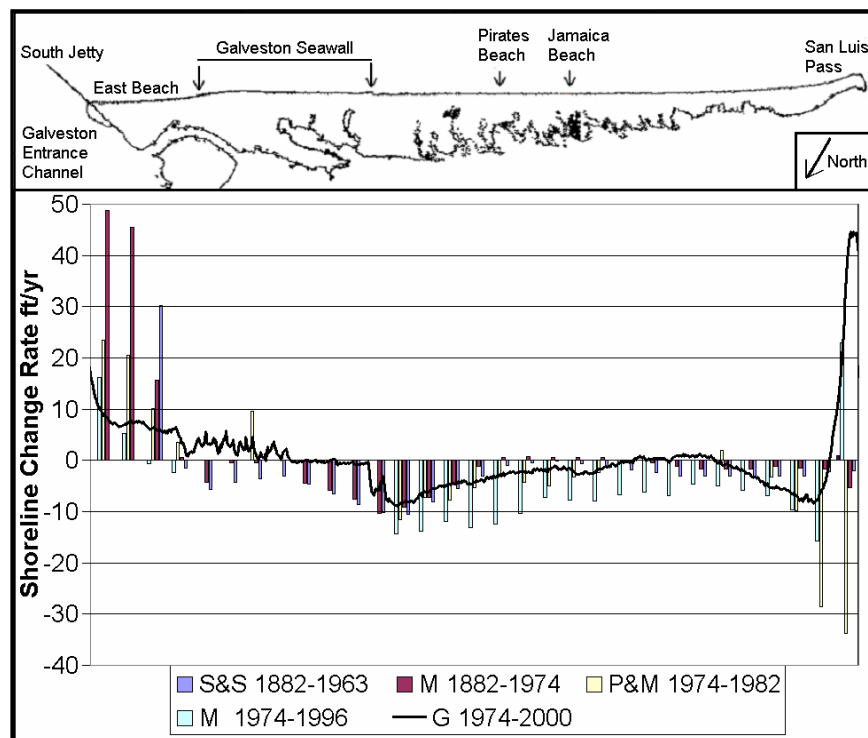 South Jetty
East Beach
Galveston Seawall
Pirates
Beach
Jamaica
Beach
San Luis
Pass
Galveston
Entrance
Channel
North
Shoreline Change Rate ft/yr
50
40
30
20
10
0
-10
-20
-30
-40
S&S 1882-1963
M 1882-1974
P&M 1974-1982
M 1974-1996
G 1974-2000